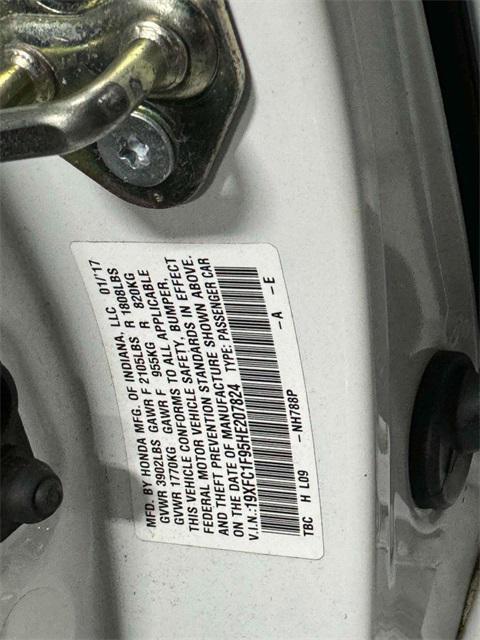 MFD. BY HONDA MFG. OF INDIANA, LLC 01/17
GVWR 3902LBS GAWR F 2105LBS R 1808LBS
GVWR 1770KG GAWR F 955KG R 820KG
THIS VEHICLE CONFORMS TO ALL APPLICABLE
FEDERAL MOTOR VEHICLE SAFETY, BUMPER,
AND THEFT PREVENTION STANDARDS IN EFFECT
ON THE DATE OF MANUFACTURE SHOWN ABOVE.
V.I.N.:19XFC1F95HE207824 TYPE: PASSENGER CAR
-NH788P -A -E
TBC H L09